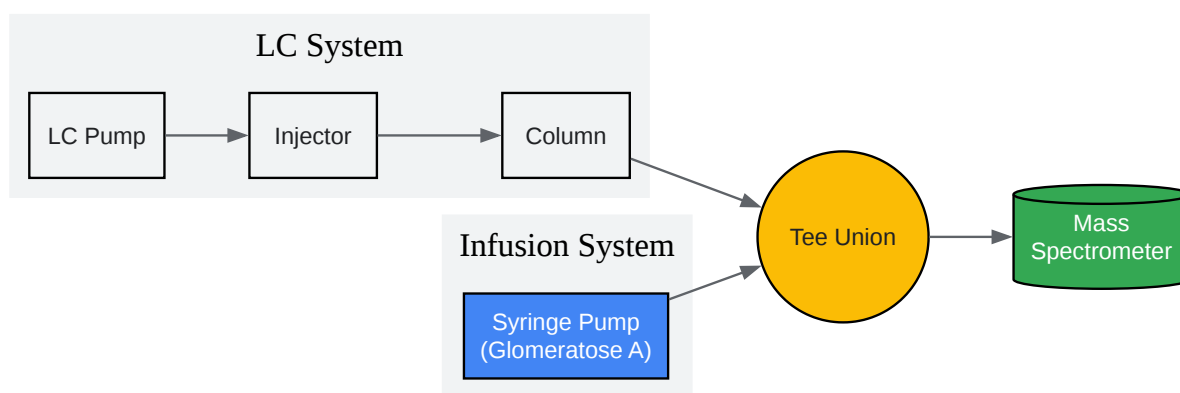 LC System
LC Pump
Injector
Column
Infusion System
Syringe Pump
(Glomeratose A)
Tee Union
Mass
Spectrometer